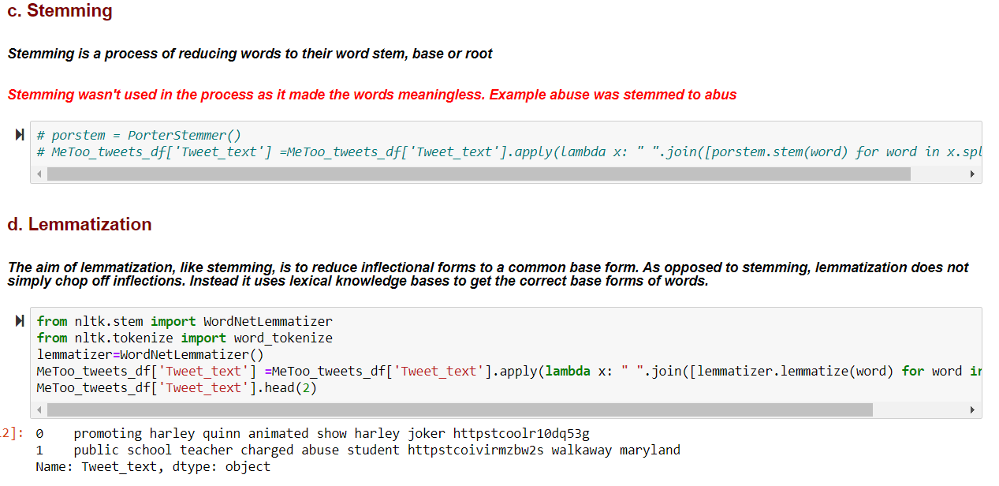 c. Stemming
Stemming is a process of reducing words to their word stem, base or root
Stemming wasn't used in the process as it made the words meaningless. Example abuse was stemmed to abus
# porstem = PorterStemmer()
# MeToo_tweets_df['Tweet_text'] =MeToo_tweets_df['Tweet_text'].apply(lambda x: " ".join([porstem.stem(word) for word in x.spl
d. Lemmatization
The aim of lemmatization, like stemming, is to reduce inflectional forms to a common base form. As opposed to stemming, lemmatization does not
simply chop off inflections. Instead it uses lexical knowledge bases to get the correct base forms of words.
from nltk.stem import WordNetLemmatizer
from nltk.tokenize import word_tokenize
lemmatizer=WordNetLemmatizer()
MeToo_tweets_df['Tweet_text'] =MeToo_tweets_df['Tweet_text'].apply(lambda x: " ".join([lemmatizer.lemmatize(word) for word in
MeToo_tweets_df['Tweet_text'].head(2)
2]: 0 promoting harley quinn animated show harley joker httpstcoolr10dq53g
1 public school teacher charged abuse student httpstcoivirmzbw2s walkaway maryland
Name: Tweet_text, dtype: object